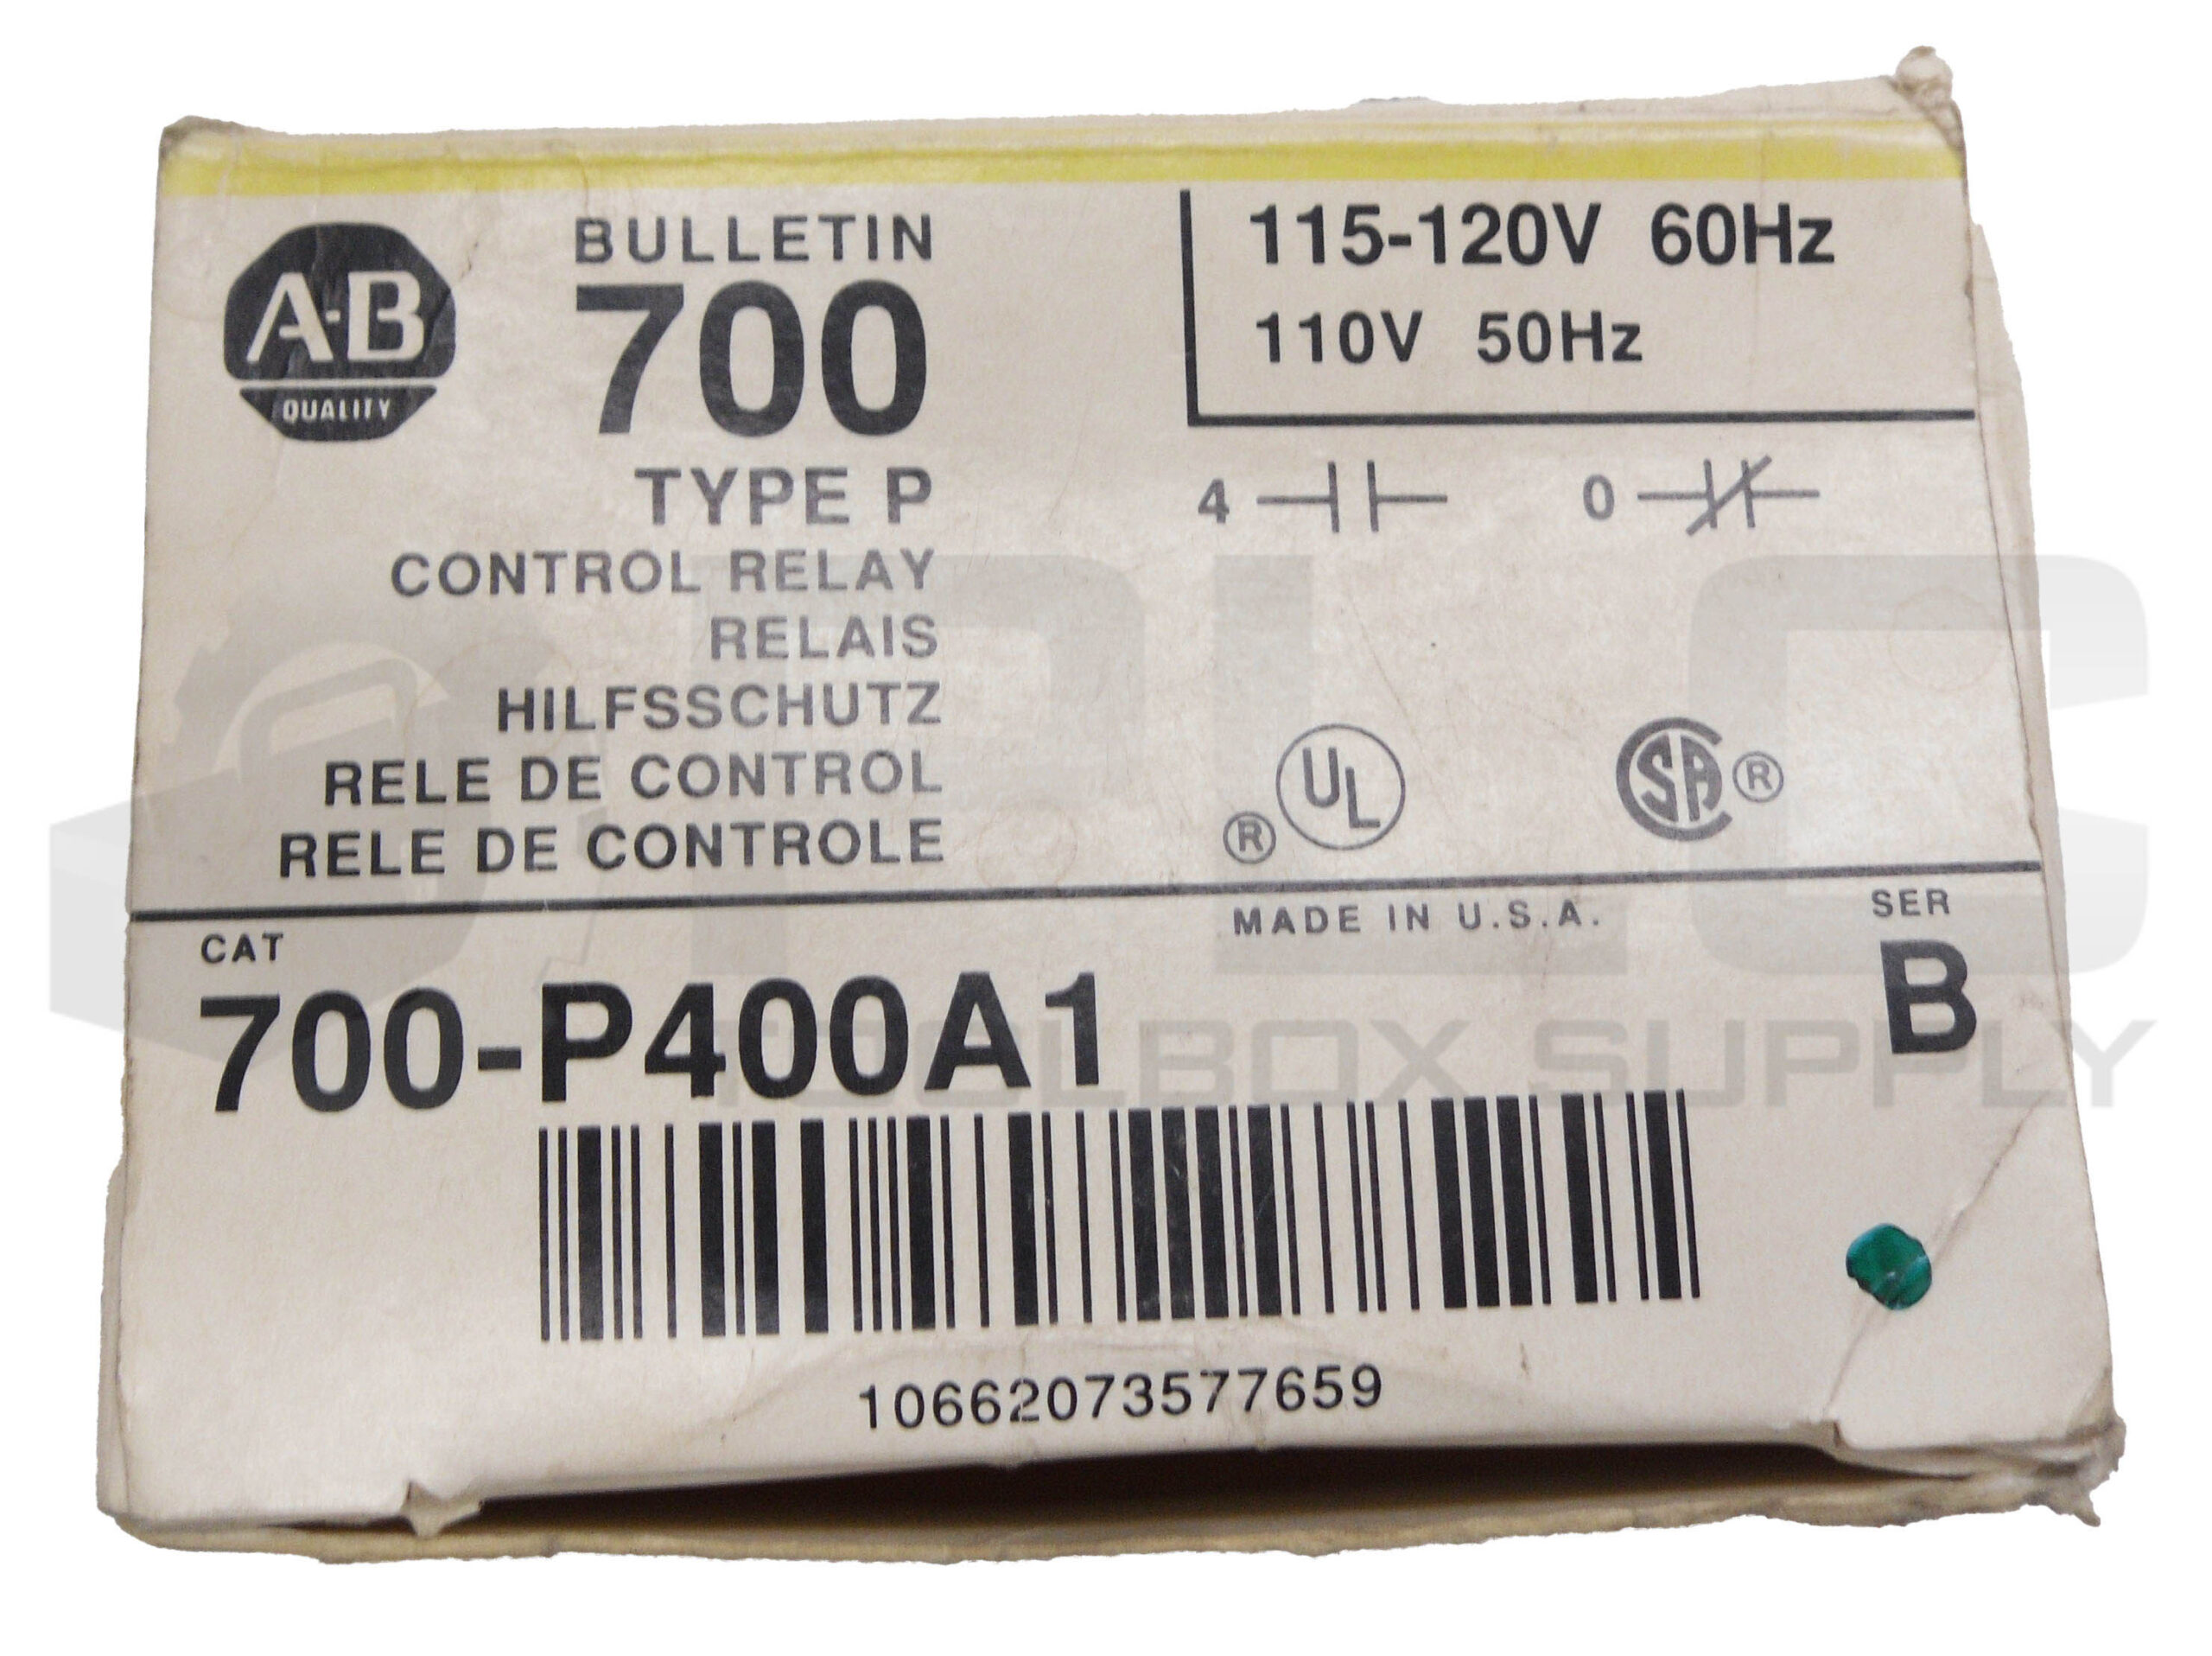 A-B
QUALITY
BULLETIN
700
TYPE P
CONTROL RELAY
RELAIS
HILFSSCHUTZ
RELE DE CONTROL
RELE DE CONTROLE
115-120V 60Hz
110V 50Hz
4 0
® UL SA ®
MADE IN U.S.A.
CAT
700-P400A1
SER
B
10662073577659
PLC
TOOLBOX SUPPLY